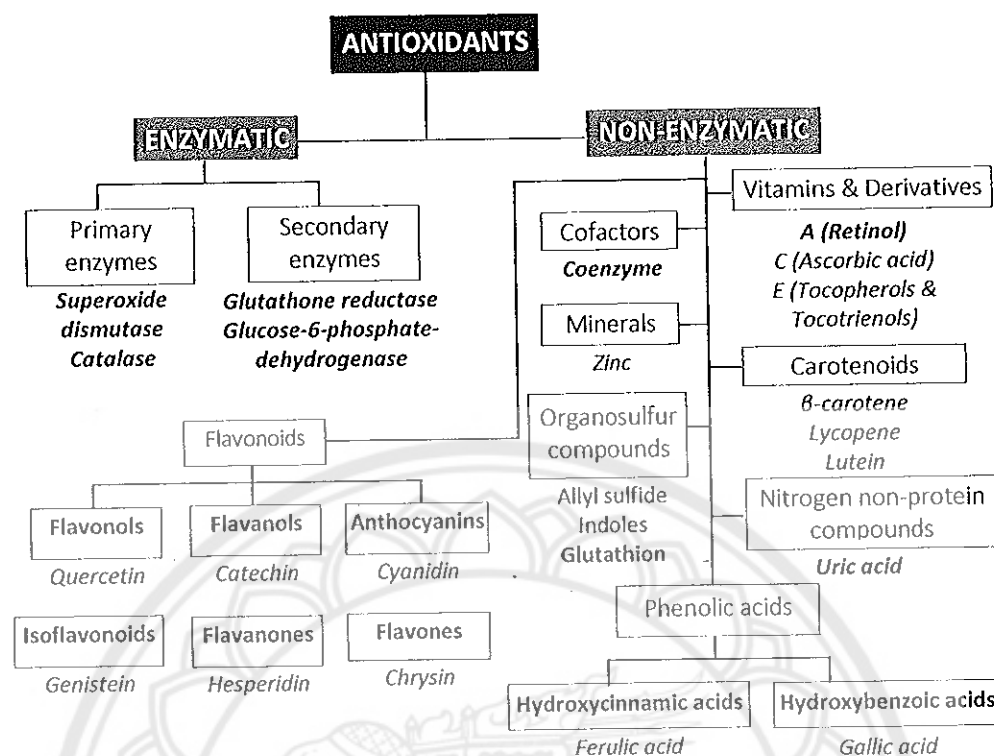 ANTIOXIDANTS
ENZYMATIC
NON-ENZYMATIC
Primary
enzymes
Superoxide
dismutase
Catalase
Secondary
enzymes
Glutathone reductase
Glucose-6-phosphate-
dehydrogenase
Cofactors
Coenzyme
Minerals
Zinc
Organosulfur
compounds
Allyl sulfide
Indoles
Glutathion
Vitamins & Derivatives
A (Retinol)
C (Ascorbic acid)
E (Tocopherols &
Tocotrienols)
Carotenoids
β-carotene
Lycopene
Lutein
Nitrogen non-protein
compounds
Uric acid
Flavonoids
Flavonols
Quercetin
Flavanols
Catechin
Anthocyanins
Cyanidin
Isoflavonoids
Genistein
Flavanones
Hesperidin
Flavones
Chrysin
Phenolic acids
Hydroxycinnamic acids
Ferulic acid
Hydroxybenzoic acids
Gallic acid